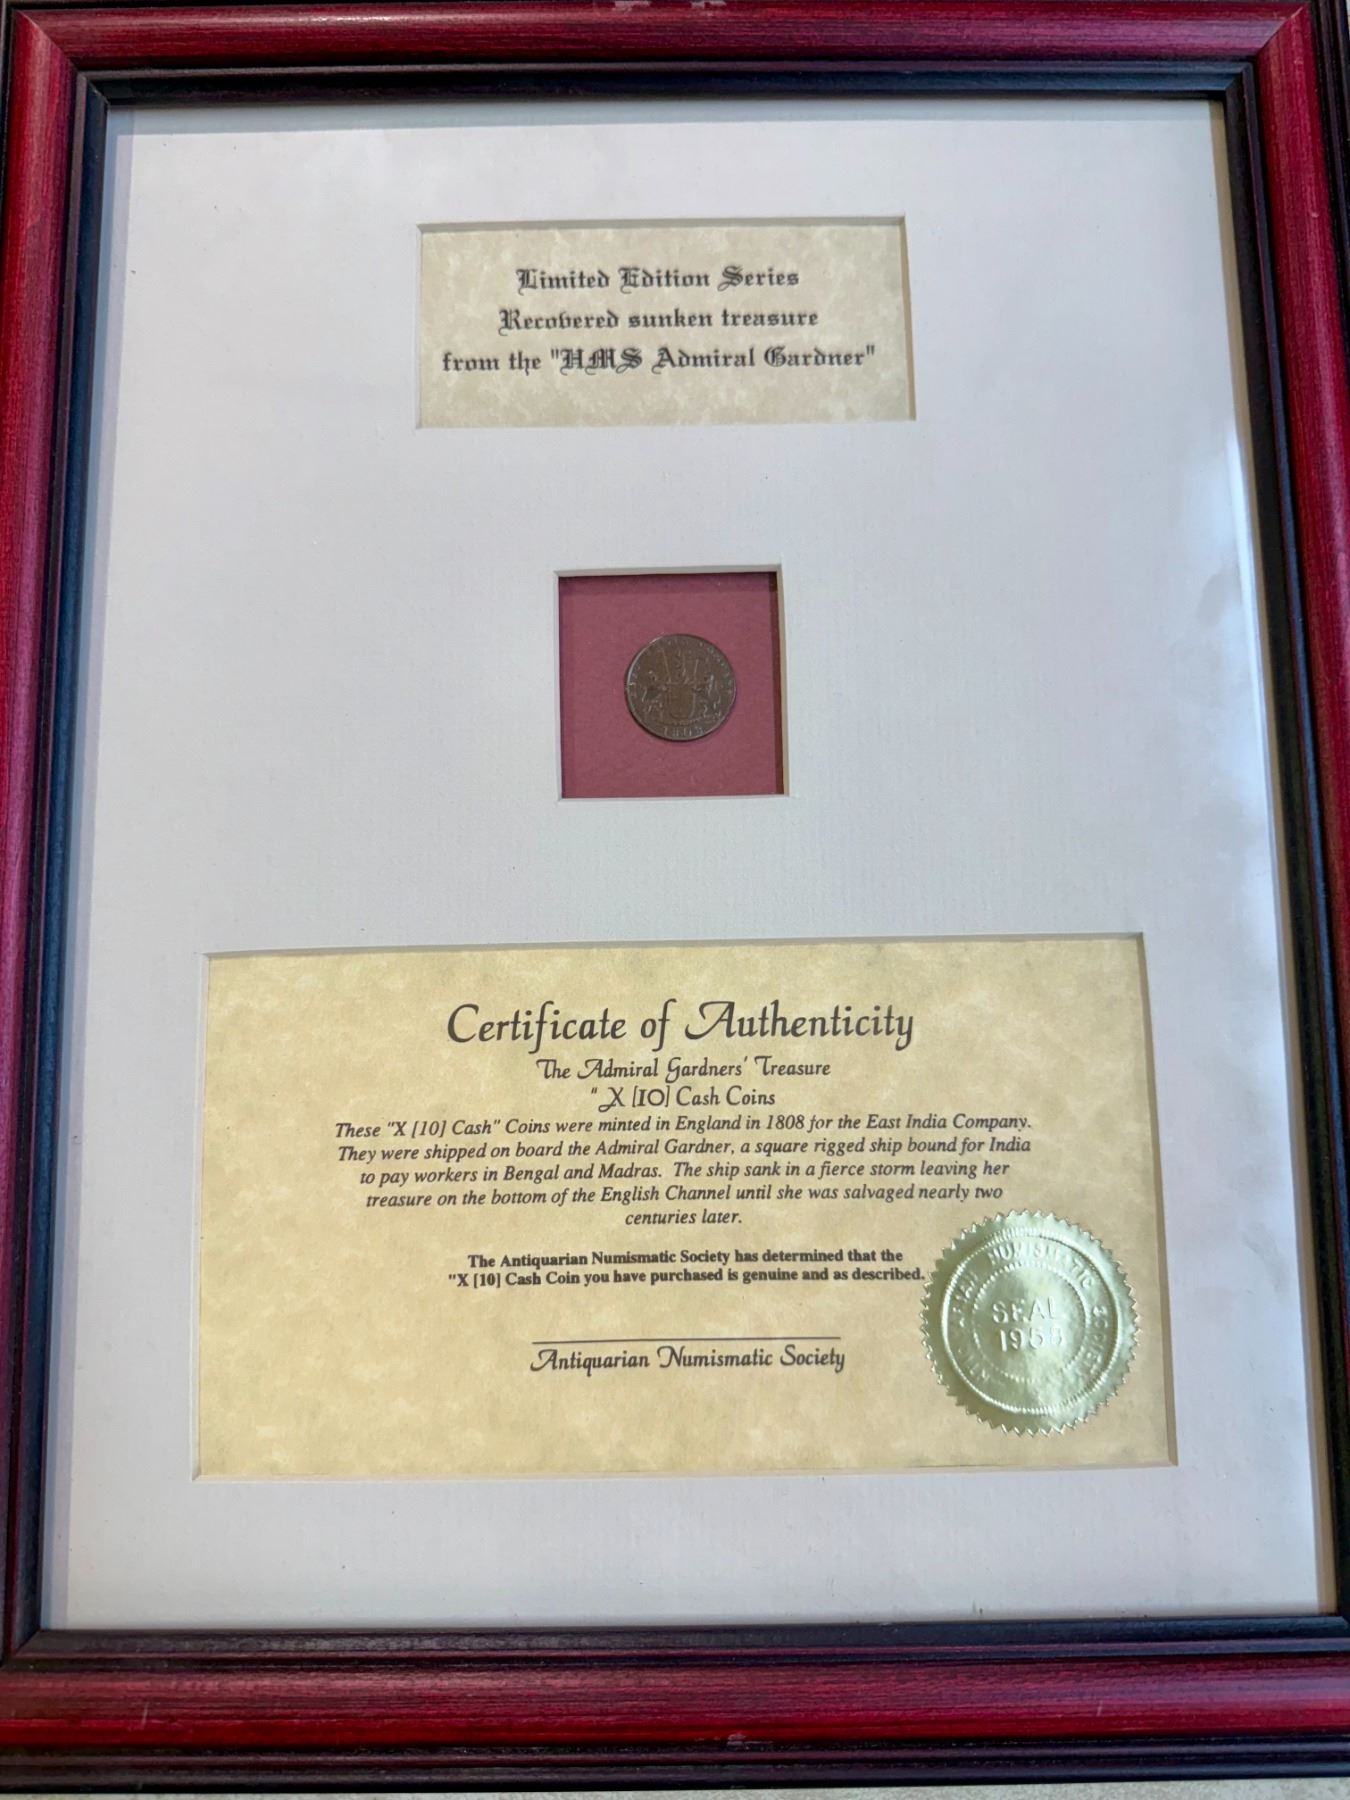 Limited Edition Series
Recovered sunken treasure
from the "HMS Admiral Gardner"
1808
Certificate of Authenticity
The Admiral Gardners' Treasure
"X [10] Cash Coins
These "X [10] Cash" Coins were minted in England in 1808 for the East India Company.
They were shipped on board the Admiral Gardner, a square rigged ship bound for India
to pay workers in Bengal and Madras. The ship sank in a fierce storm leaving her
treasure on the bottom of the English Channel until she was salvaged nearly two
centuries later.
The Antiquarian Numismatic Society has determined that the
"X [10] Cash Coin you have purchased is genuine and as described.
Antiquarian Numismatic Society
ANTIQUARIAN NUMISMATIC SOCIETY
SEAL